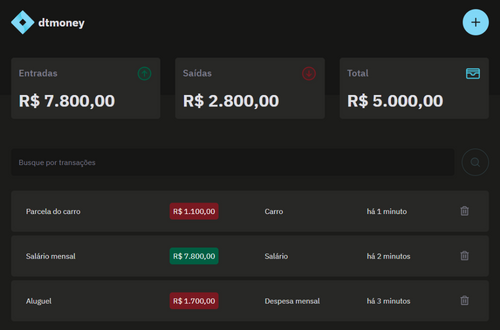 dtmoney
Entradas
R$ 7.800,00
Saídas
R$ 2.800,00
Total
R$ 5.000,00
Busque por transações
Parcela do carro R$ 1.100,00 Carro há 1 minuto
Salário mensal R$ 7.800,00 Salário há 2 minutos
Aluguel R$ 1.700,00 Despesa mensal há 3 minutos